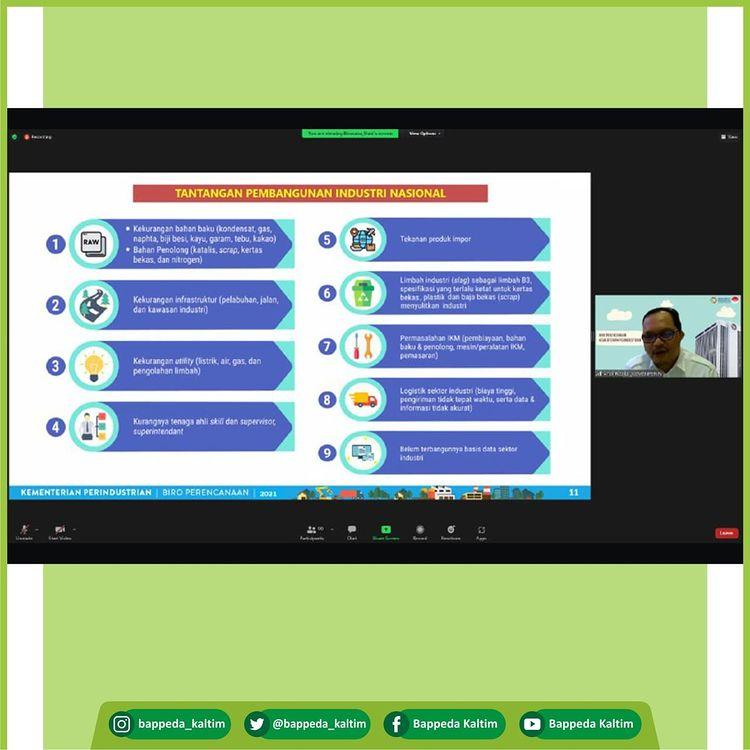 Recording
View Options
View
TANTANGAN PEMBANGUNAN INDUSTRI NASIONAL
1
RAW
• Kekurangan bahan baku (kondensat, gas,
naphta, biji besi, kayu, garam, tebu, kakao)
• Bahan Penolong (katalis, scrap, kertas
bekas, dan nitrogen)
2
Kekurangan infrastruktur (pelabuhan, jalan,
dan kawasan industri)
3
Kekurangan utility (listrik, air, gas, dan
pengolahan limbah)
4
Kurangnya tenaga ahli skill dan supervisor,
superintendant
5
Tekanan produk impor
6
Limbah industri (slag) sebagai limbah B3,
spesifikasi yang terlalu ketat untuk kertas
bekas, plastik dan baja bekas (scrap)
menyulitkan industri
7
Permasalahan IKM (pembiayaan, bahan
baku & penolong, mesin/peralatan IKM,
pemasaran)
8
Logistik sektor industri (biaya tinggi,
pengiriman tidak tepat waktu, serta data &
informasi tidak akurat)
9
Belum terbangunnya basis data sektor
industri
KEMENTERIAN PERINDUSTRIAN | BIRO PERENCANAAN | 2021
11
Unmute
Start Video
Participants
Chat
Share Screen
Record
Reactions
Apps
Leave
bappeda_kaltim
@bappeda_kaltim
Bappeda Kaltim
Bappeda Kaltim